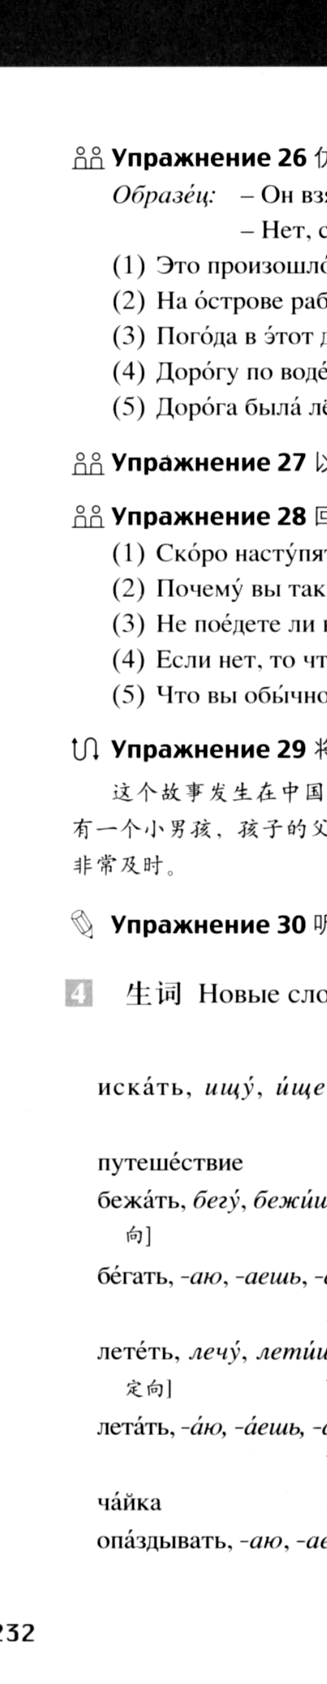 Упражнение 26
Образе́ц: – Он взя
– Нет, с
(1) Это произошло́
(2) На о́строве раб
(3) Пого́да в э́тот д
(4) Доро́гу по воде́
(5) Доро́га была́ лё
Упражнение 27 以
Упражнение 28 回
(1) Ско́ро насту́пят
(2) Почему́ вы так
(3) Не пое́дете ли
(4) Если нет, то чт
(5) Что вы обы́чно
Упражнение 29 将
这个故事发生在中国
有一个小男孩，孩子的父
非常及时。
Упражнение 30 听
4 生词 Новые сло
иска́ть, ищу́, и́ще
путеше́ствие
бежа́ть, бегу́, бежи́ш
向]
бе́гать, -аю, -аешь, -а
лете́ть, лечу́, лети́ш
定向]
лета́ть, -а́ю, -а́ешь, -а
ча́йка
опа́здывать, -аю, -ае
232